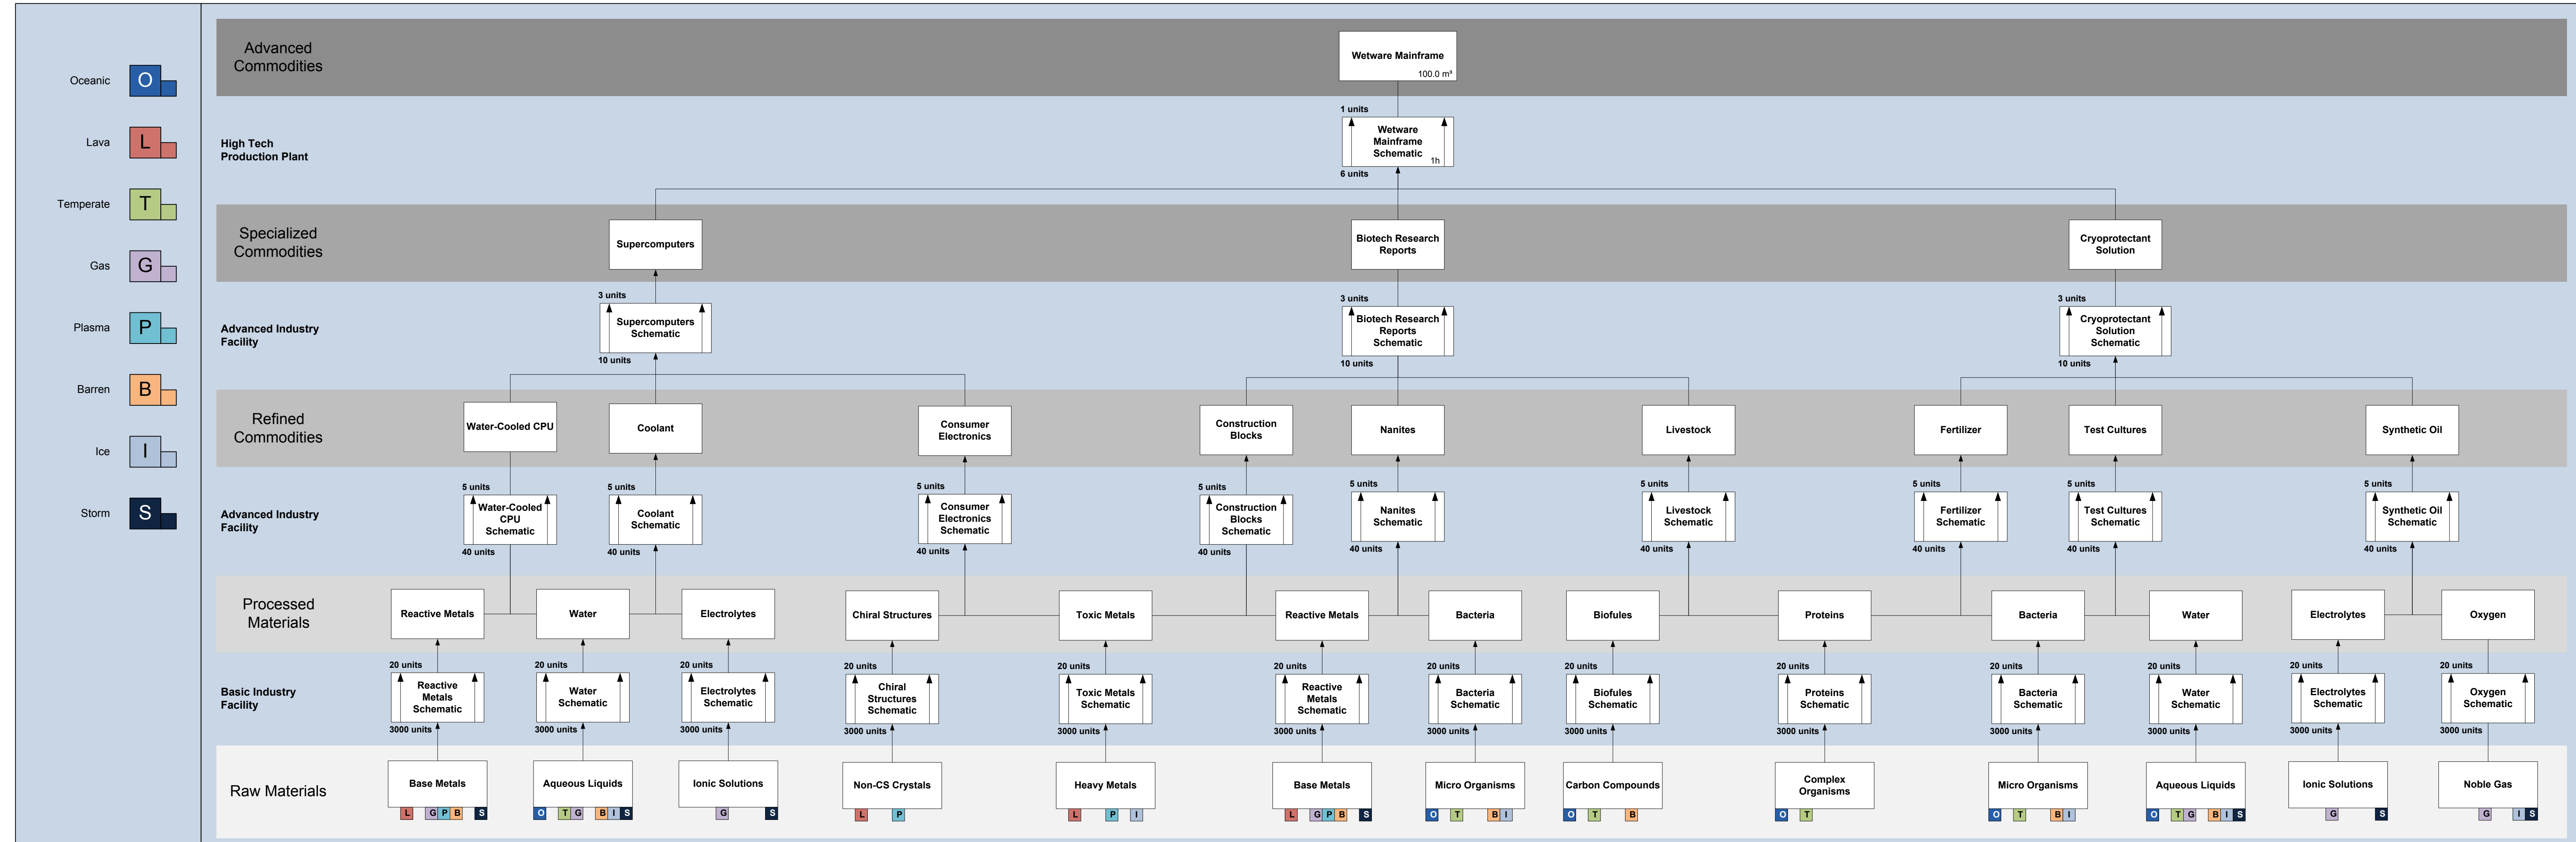 Oceanic
O
Lava
L
Temperate
T
Gas
G
Plasma
P
Barren
B
Ice
I
Storm
S
Advanced
Commodities
Wetware Mainframe
100.0 m³
High Tech
Production Plant
1 units
Wetware
Mainframe
Schematic
1h
6 units
Specialized
Commodities
Supercomputers
Biotech Research
Reports
Cryoprotectant
Solution
Advanced Industry
Facility
3 units
Supercomputers
Schematic
10 units
3 units
Biotech Research
Reports
Schematic
10 units
3 units
Cryoprotectant
Solution
Schematic
10 units
Refined
Commodities
Water-Cooled CPU
Coolant
Consumer
Electronics
Construction
Blocks
Nanites
Livestock
Fertilizer
Test Cultures
Synthetic Oil
Advanced Industry
Facility
5 units
Water-Cooled
CPU
Schematic
40 units
5 units
Coolant
Schematic
40 units
5 units
Consumer
Electronics
Schematic
40 units
5 units
Construction
Blocks
Schematic
40 units
5 units
Nanites
Schematic
40 units
5 units
Livestock
Schematic
40 units
5 units
Fertilizer
Schematic
40 units
5 units
Test Cultures
Schematic
40 units
5 units
Synthetic Oil
Schematic
40 units
Processed
Materials
Reactive Metals
Water
Electrolytes
Chiral Structures
Toxic Metals
Reactive Metals
Bacteria
Biofules
Proteins
Bacteria
Water
Electrolytes
Oxygen
Basic Industry
Facility
20 units
Reactive
Metals
Schematic
3000 units
20 units
Water
Schematic
3000 units
20 units
Electrolytes
Schematic
3000 units
20 units
Chiral
Structures
Schematic
3000 units
20 units
Toxic Metals
Schematic
3000 units
20 units
Reactive
Metals
Schematic
3000 units
20 units
Bacteria
Schematic
3000 units
20 units
Biofules
Schematic
3000 units
20 units
Proteins
Schematic
3000 units
20 units
Bacteria
Schematic
3000 units
20 units
Water
Schematic
3000 units
20 units
Electrolytes
Schematic
3000 units
20 units
Oxygen
Schematic
3000 units
Raw Materials
Base Metals
L G P B S
Aqueous Liquids
O T G B I S
Ionic Solutions
G S
Non-CS Crystals
L P
Heavy Metals
L P I
Base Metals
L G P B S
Micro Organisms
O T B I
Carbon Compounds
O T B
Complex
Organisms
O T
Micro Organisms
O T B I
Aqueous Liquids
O T G B I S
Ionic Solutions
G S
Noble Gas
G I S